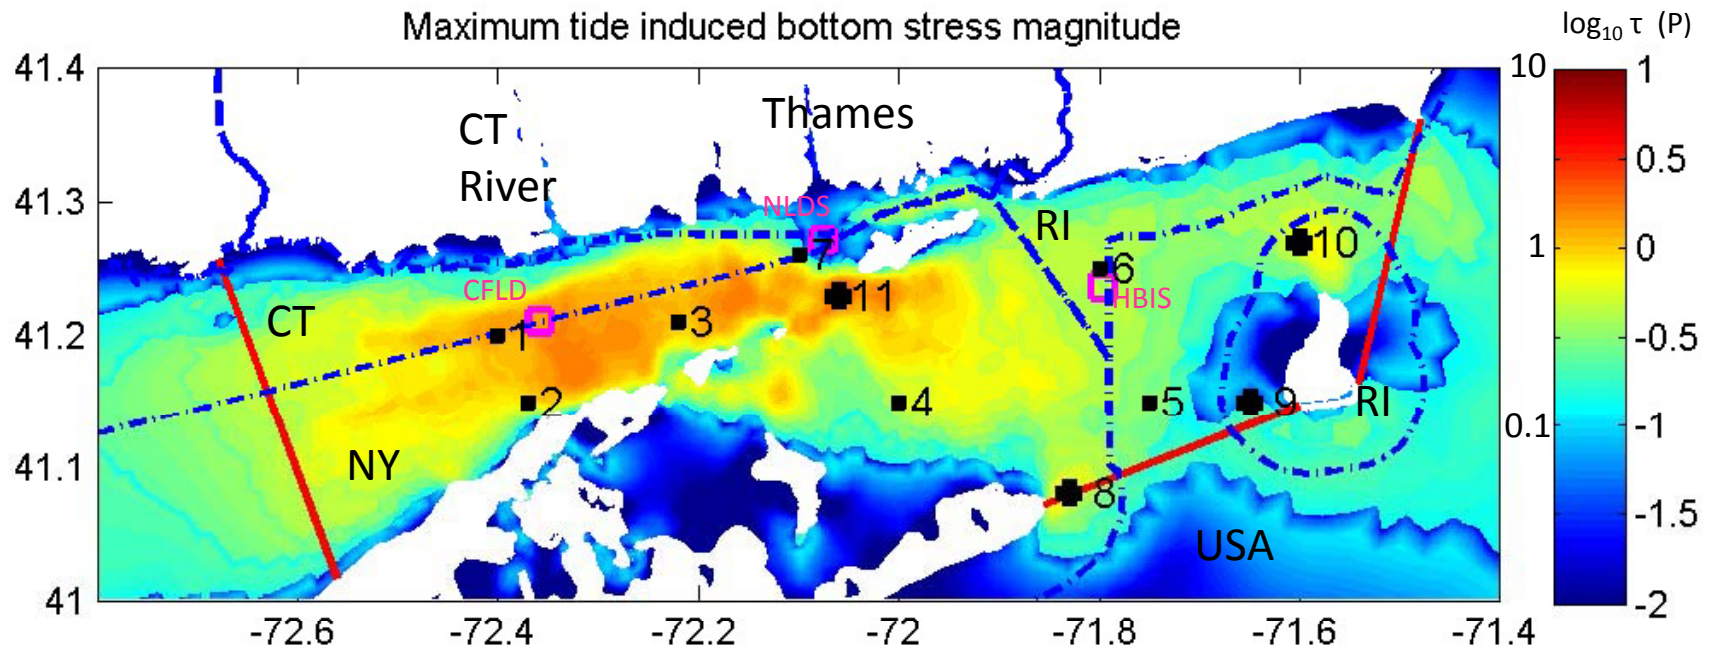 Maximum tide induced bottom stress magnitude
log₁₀ τ (P)
41.4
41.3
41.2
41.1
41
CT
River
Thames
NLDS
RI
10
7
6
HBIS
CFLD
11
CT
3
1
2
4
5
9
RI
NY
8
USA
-72.6
-72.4
-72.2
-72
-71.8
-71.6
-71.4
10
1
0.1
1
0.5
0
-0.5
-1
-1.5
-2